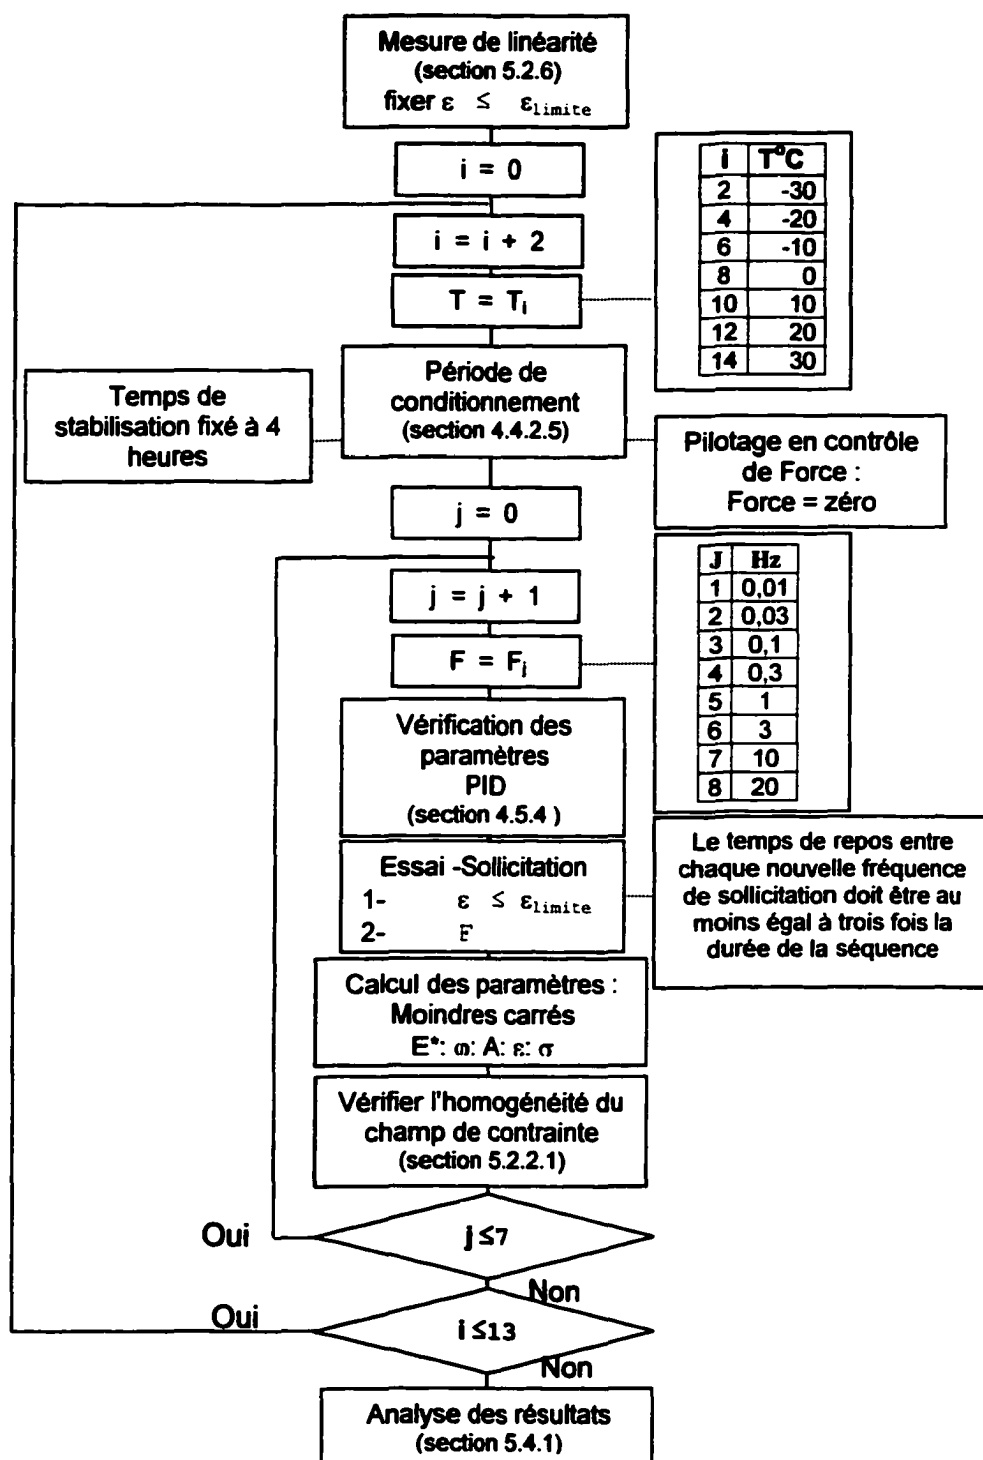 Mesure de linéarité
(section 5.2.6)
fixer ε ≤ εlimite
i = 0
i = i + 2
T = Ti
i T°C
2 -30
4 -20
6 -10
8 0
10 10
12 20
14 30
Période de
conditionnement
(section 4.4.2.5)
Temps de
stabilisation fixé à 4
heures
Pilotage en contrôle
de Force :
Force = zéro
j = 0
j = j + 1
F = Fj
J Hz
1 0,01
2 0,03
3 0,1
4 0,3
5 1
6 3
7 10
8 20
Vérification des
paramètres
PID
(section 4.5.4 )
Essai -Sollicitation
1- ε ≤ εlimite
2- F
Le temps de repos entre
chaque nouvelle fréquence
de sollicitation doit être au
moins égal à trois fois la
durée de la séquence
Calcul des paramètres :
Moindres carrés
E*: φ: A: ε: σ
Vérifier l'homogénéité du
champ de contrainte
(section 5.2.2.1)
Oui
j ≤7
Non
Oui
i ≤13
Non
Analyse des résultats
(section 5.4.1)